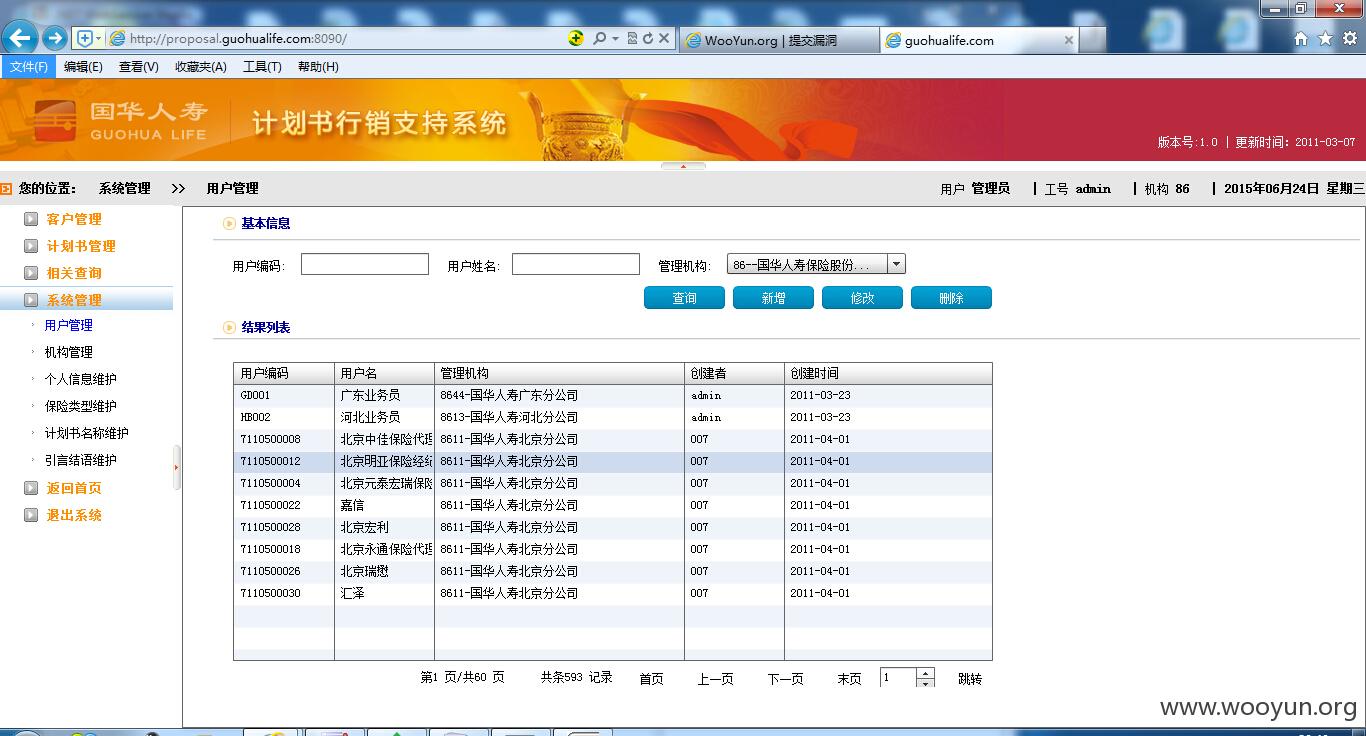 http://proposal.guohualife.com:8090/
WooYun.org | 提交漏洞
guohualife.com
文件(F) 编辑(E) 查看(V) 收藏夹(A) 工具(T) 帮助(H)
国华人寿
GUOHUA LIFE
计划书行销支持系统
版本号:1.0 | 更新时间: 2011-03-07
您的位置: 系统管理 >> 用户管理
用户 管理员 | 工号 admin | 机构 86 | 2015年06月24日 星期三
客户管理
计划书管理
相关查询
系统管理
用户管理
机构管理
个人信息维护
保险类型维护
计划书名称维护
引言结语维护
返回首页
退出系统
基本信息
用户编码: 用户姓名: 管理机构: 86--国华人寿保险股份...
查询 新增 修改 删除
结果列表
用户编码 用户名 管理机构 创建者 创建时间
GD001 广东业务员 8644-国华人寿广东分公司 admin 2011-03-23
HB002 河北业务员 8613-国华人寿河北分公司 admin 2011-03-23
7110500008 北京中佳保险代理 8611-国华人寿北京分公司 007 2011-04-01
7110500012 北京明亚保险经纪 8611-国华人寿北京分公司 007 2011-04-01
7110500004 北京元泰宏瑞保险 8611-国华人寿北京分公司 007 2011-04-01
7110500022 嘉信 8611-国华人寿北京分公司 007 2011-04-01
7110500028 北京宏利 8611-国华人寿北京分公司 007 2011-04-01
7110500018 北京永通保险代理 8611-国华人寿北京分公司 007 2011-04-01
7110500026 北京瑞懋 8611-国华人寿北京分公司 007 2011-04-01
7110500030 汇泽 8611-国华人寿北京分公司 007 2011-04-01
第1 页/共60 页 共条593 记录 首页 上一页 下一页 末页 1 跳转
www.wooyun.org